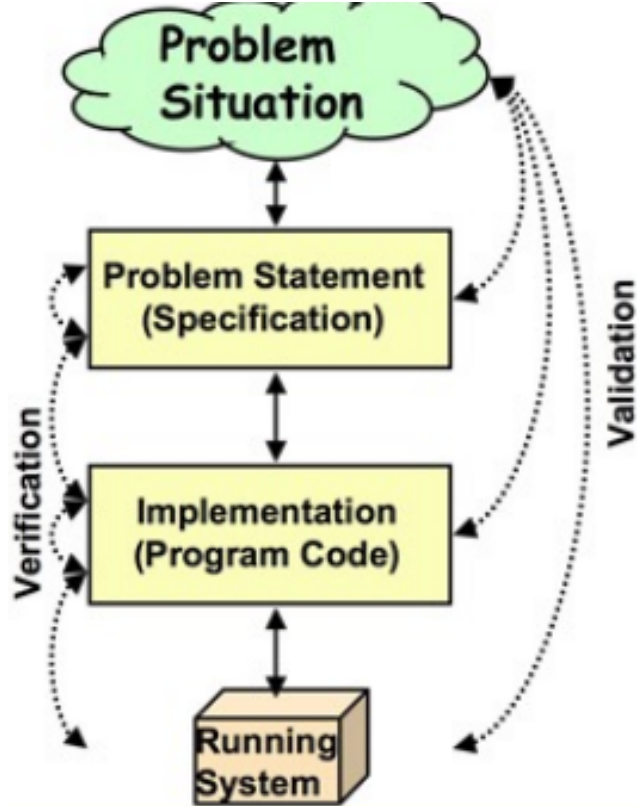 Problem
Situation
Problem Statement
(Specification)
Validation
Verification
Implementation
(Program Code)
Running
System